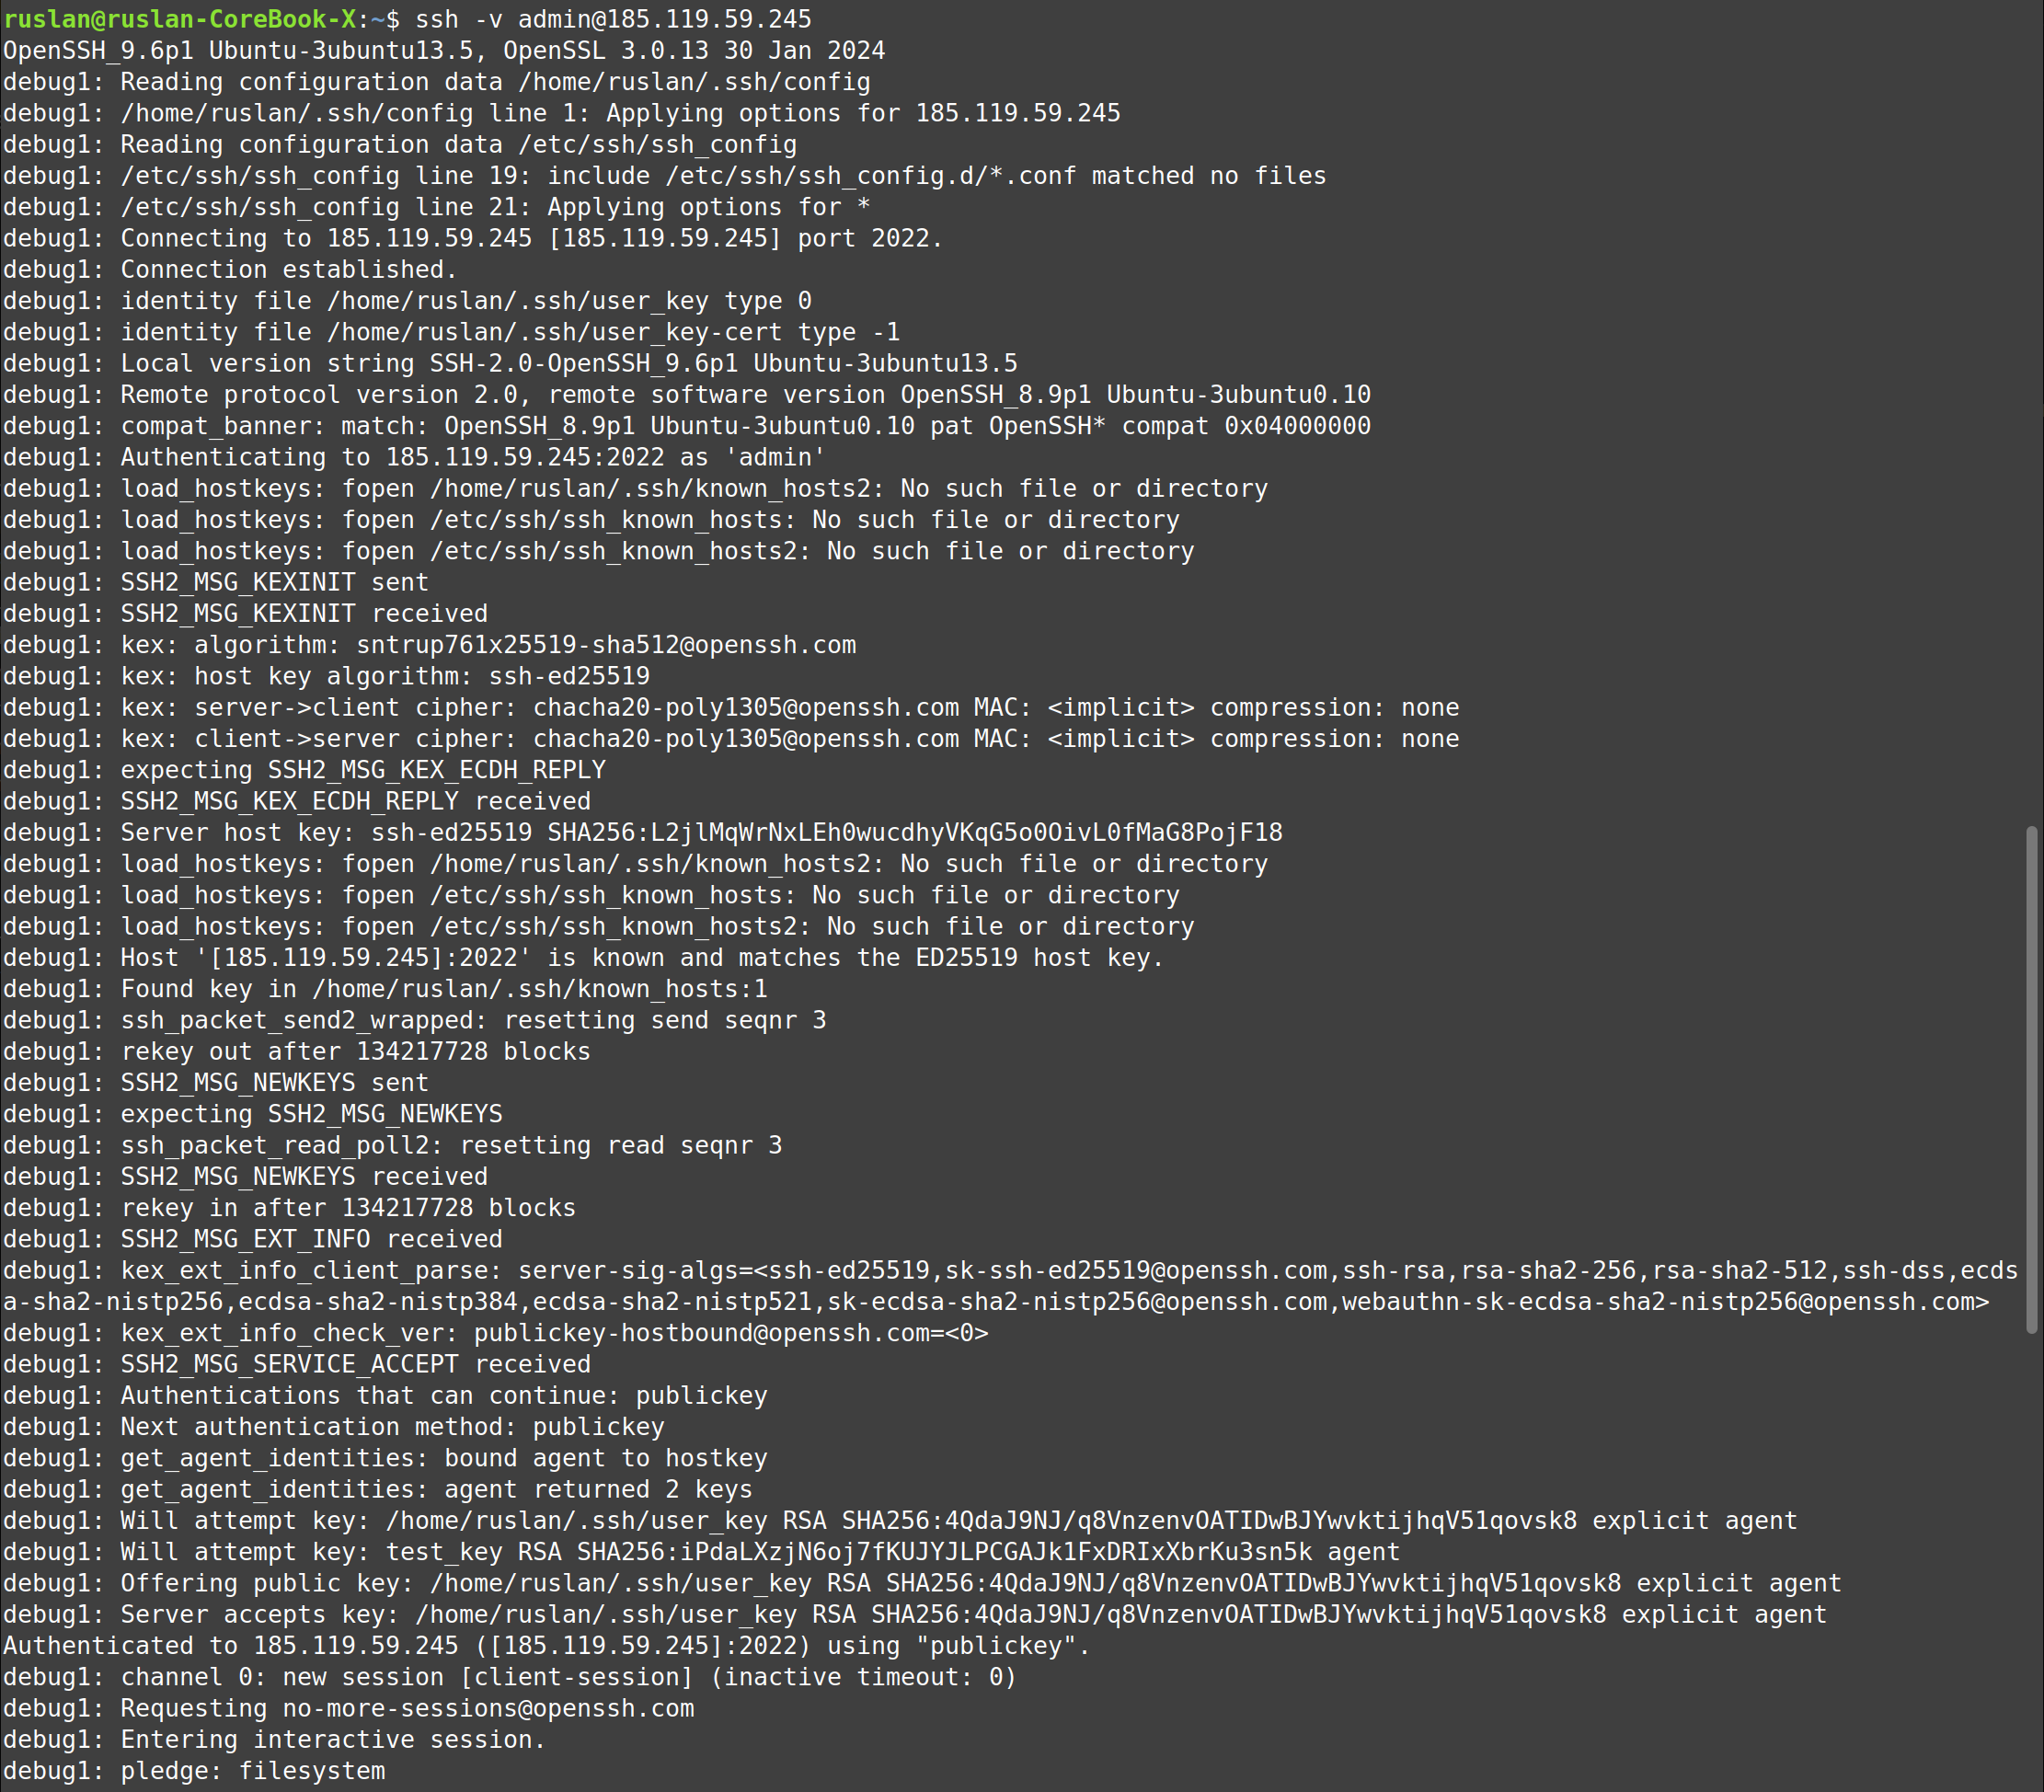 ruslan@ruslan-CoreBook-X:~$ ssh -v admin@185.119.59.245
OpenSSH_9.6p1 Ubuntu-3ubuntu13.5, OpenSSL 3.0.13 30 Jan 2024
debug1: Reading configuration data /home/ruslan/.ssh/config
debug1: /home/ruslan/.ssh/config line 1: Applying options for 185.119.59.245
debug1: Reading configuration data /etc/ssh/ssh_config
debug1: /etc/ssh/ssh_config line 19: include /etc/ssh/ssh_config.d/*.conf matched no files
debug1: /etc/ssh/ssh_config line 21: Applying options for *
debug1: Connecting to 185.119.59.245 [185.119.59.245] port 2022.
debug1: Connection established.
debug1: identity file /home/ruslan/.ssh/user_key type 0
debug1: identity file /home/ruslan/.ssh/user_key-cert type -1
debug1: Local version string SSH-2.0-OpenSSH_9.6p1 Ubuntu-3ubuntu13.5
debug1: Remote protocol version 2.0, remote software version OpenSSH_8.9p1 Ubuntu-3ubuntu0.10
debug1: compat_banner: match: OpenSSH_8.9p1 Ubuntu-3ubuntu0.10 pat OpenSSH* compat 0x04000000
debug1: Authenticating to 185.119.59.245:2022 as 'admin'
debug1: load_hostkeys: fopen /home/ruslan/.ssh/known_hosts2: No such file or directory
debug1: load_hostkeys: fopen /etc/ssh/ssh_known_hosts: No such file or directory
debug1: load_hostkeys: fopen /etc/ssh/ssh_known_hosts2: No such file or directory
debug1: SSH2_MSG_KEXINIT sent
debug1: SSH2_MSG_KEXINIT received
debug1: kex: algorithm: sntrup761x25519-sha512@openssh.com
debug1: kex: host key algorithm: ssh-ed25519
debug1: kex: server->client cipher: chacha20-poly1305@openssh.com MAC: <implicit> compression: none
debug1: kex: client->server cipher: chacha20-poly1305@openssh.com MAC: <implicit> compression: none
debug1: expecting SSH2_MSG_KEX_ECDH_REPLY
debug1: SSH2_MSG_KEX_ECDH_REPLY received
debug1: Server host key: ssh-ed25519 SHA256:L2jlMqWrNxLEh0wucdhyVKqG5o0OivL0fMaG8PojF18
debug1: load_hostkeys: fopen /home/ruslan/.ssh/known_hosts2: No such file or directory
debug1: load_hostkeys: fopen /etc/ssh/ssh_known_hosts: No such file or directory
debug1: load_hostkeys: fopen /etc/ssh/ssh_known_hosts2: No such file or directory
debug1: Host '[185.119.59.245]:2022' is known and matches the ED25519 host key.
debug1: Found key in /home/ruslan/.ssh/known_hosts:1
debug1: ssh_packet_send2_wrapped: resetting send seqnr 3
debug1: rekey out after 134217728 blocks
debug1: SSH2_MSG_NEWKEYS sent
debug1: expecting SSH2_MSG_NEWKEYS
debug1: ssh_packet_read_poll2: resetting read seqnr 3
debug1: SSH2_MSG_NEWKEYS received
debug1: rekey in after 134217728 blocks
debug1: SSH2_MSG_EXT_INFO received
debug1: kex_ext_info_client_parse: server-sig-algs=<ssh-ed25519,sk-ssh-ed25519@openssh.com,ssh-rsa,rsa-sha2-256,rsa-sha2-512,ssh-dss,ecds
a-sha2-nistp256,ecdsa-sha2-nistp384,ecdsa-sha2-nistp521,sk-ecdsa-sha2-nistp256@openssh.com,webauthn-sk-ecdsa-sha2-nistp256@openssh.com>
debug1: kex_ext_info_check_ver: publickey-hostbound@openssh.com=<0>
debug1: SSH2_MSG_SERVICE_ACCEPT received
debug1: Authentications that can continue: publickey
debug1: Next authentication method: publickey
debug1: get_agent_identities: bound agent to hostkey
debug1: get_agent_identities: agent returned 2 keys
debug1: Will attempt key: /home/ruslan/.ssh/user_key RSA SHA256:4QdaJ9NJ/q8VnzenvOATIDwBJYwvktijhqV51qovsk8 explicit agent
debug1: Will attempt key: test_key RSA SHA256:iPdaLXzjN6oj7fKUJYJLPCGAJk1FxDRIxXbrKu3sn5k agent
debug1: Offering public key: /home/ruslan/.ssh/user_key RSA SHA256:4QdaJ9NJ/q8VnzenvOATIDwBJYwvktijhqV51qovsk8 explicit agent
debug1: Server accepts key: /home/ruslan/.ssh/user_key RSA SHA256:4QdaJ9NJ/q8VnzenvOATIDwBJYwvktijhqV51qovsk8 explicit agent
Authenticated to 185.119.59.245 ([185.119.59.245]:2022) using "publickey".
debug1: channel 0: new session [client-session] (inactive timeout: 0)
debug1: Requesting no-more-sessions@openssh.com
debug1: Entering interactive session.
debug1: pledge: filesystem